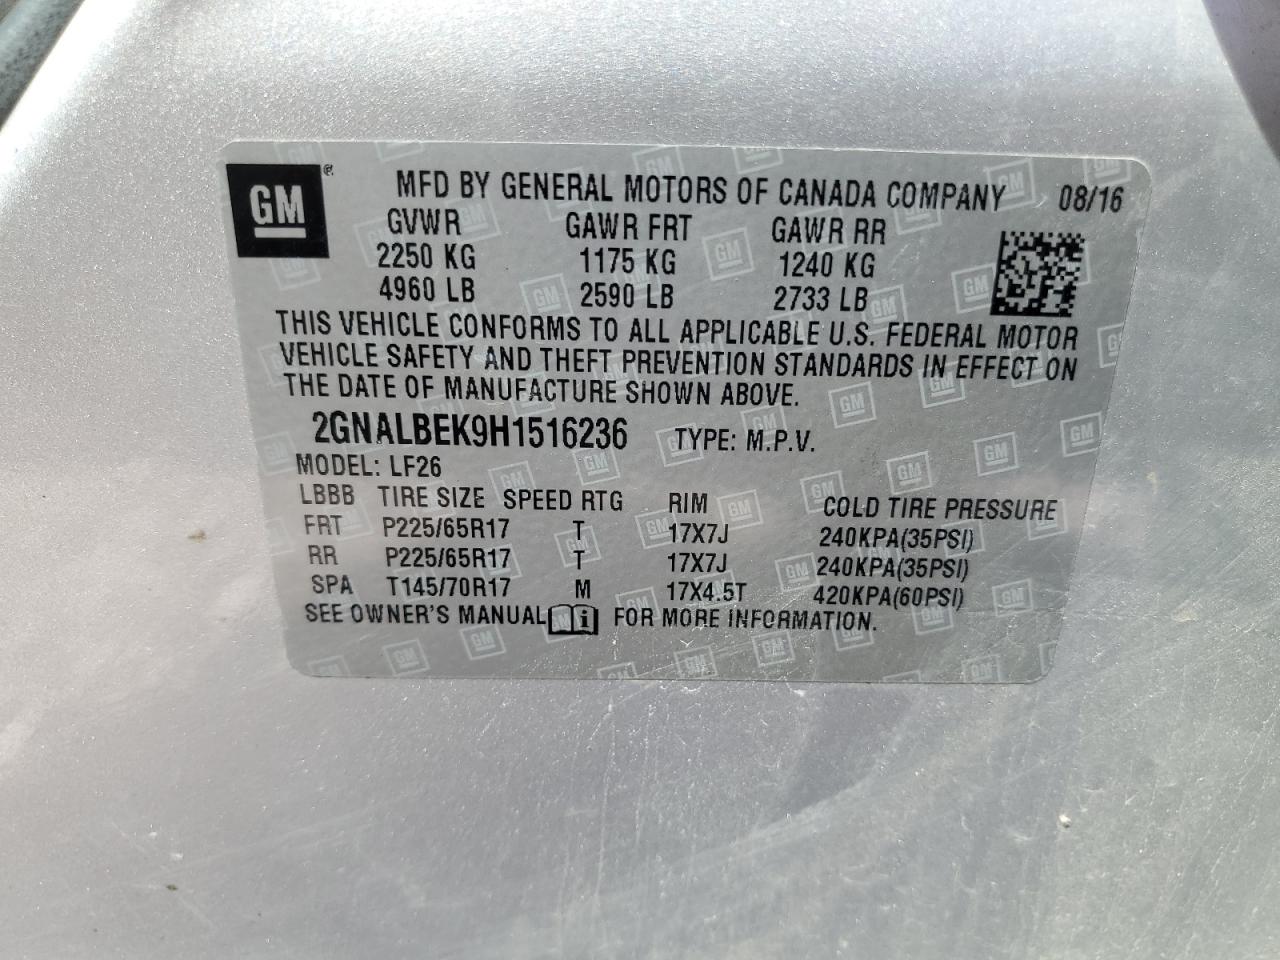 GM ®
MFD BY GENERAL MOTORS OF CANADA COMPANY 08/16
GVWR GAWR FRT GAWR RR
2250 KG 1175 KG 1240 KG
4960 LB 2590 LB 2733 LB
THIS VEHICLE CONFORMS TO ALL APPLICABLE U.S. FEDERAL MOTOR
VEHICLE SAFETY AND THEFT PREVENTION STANDARDS IN EFFECT ON
THE DATE OF MANUFACTURE SHOWN ABOVE.
2GNALBEK9H1516236 TYPE: M.P.V.
MODEL: LF26
LBBB TIRE SIZE SPEED RTG RIM COLD TIRE PRESSURE
FRT P225/65R17 T 17X7J 240KPA(35PSI)
RR P225/65R17 T 17X7J 240KPA(35PSI)
SPA T145/70R17 M 17X4.5T 420KPA(60PSI)
SEE OWNER'S MANUAL i FOR MORE INFORMATION.